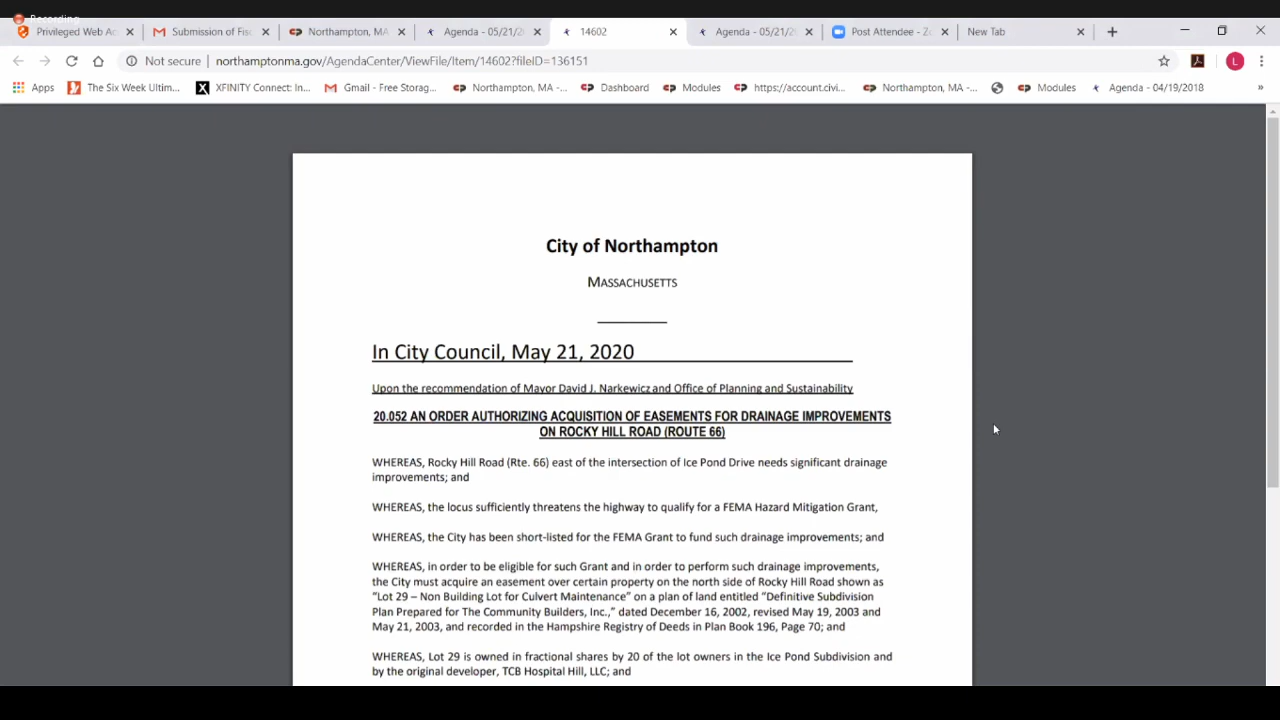 Recording
Privileged Web Ac
Submission of Fis
Northampton, MA
Agenda - 05/21/2
14602
Agenda - 05/21/2
Post Attendee - Zo
New Tab
Not secure
northamptonma.gov/AgendaCenter/ViewFile/Item/14602?fileID=136151
L
Apps
The Six Week Ultim...
XFINITY Connect: In...
Gmail - Free Storag...
Northampton, MA -...
Dashboard
Modules
https://account.civi...
Northampton, MA -...
Modules
Agenda - 04/19/2018
»
City of Northampton
MASSACHUSETTS
In City Council, May 21, 2020
Upon the recommendation of Mayor David J. Narkewicz and Office of Planning and Sustainability
20.052 AN ORDER AUTHORIZING ACQUISITION OF EASEMENTS FOR DRAINAGE IMPROVEMENTS
ON ROCKY HILL ROAD (ROUTE 66)
WHEREAS, Rocky Hill Road (Rte. 66) east of the intersection of Ice Pond Drive needs significant drainage
improvements; and
WHEREAS, the locus sufficiently threatens the highway to qualify for a FEMA Hazard Mitigation Grant,
WHEREAS, the City has been short-listed for the FEMA Grant to fund such drainage improvements; and
WHEREAS, in order to be eligible for such Grant and in order to perform such drainage improvements,
the City must acquire an easement over certain property on the north side of Rocky Hill Road shown as
“Lot 29 – Non Building Lot for Culvert Maintenance” on a plan of land entitled “Definitive Subdivision
Plan Prepared for The Community Builders, Inc.,” dated December 16, 2002, revised May 19, 2003 and
May 21, 2003, and recorded in the Hampshire Registry of Deeds in Plan Book 196, Page 70; and
WHEREAS, Lot 29 is owned in fractional shares by 20 of the lot owners in the Ice Pond Subdivision and
by the original developer, TCB Hospital Hill, LLC; and